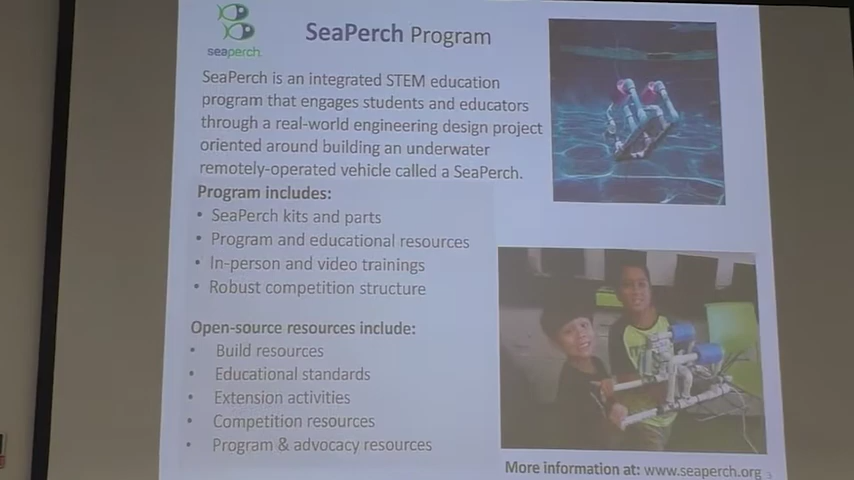 seaperch
SeaPerch Program
SeaPerch is an integrated STEM education
program that engages students and educators
through a real-world engineering design project
oriented around building an underwater
remotely-operated vehicle called a SeaPerch.
Program includes:
• SeaPerch kits and parts
• Program and educational resources
• In-person and video trainings
• Robust competition structure
Open-source resources include:
• Build resources
• Educational standards
• Extension activities
• Competition resources
• Program & advocacy resources
More information at: www.seaperch.org 3